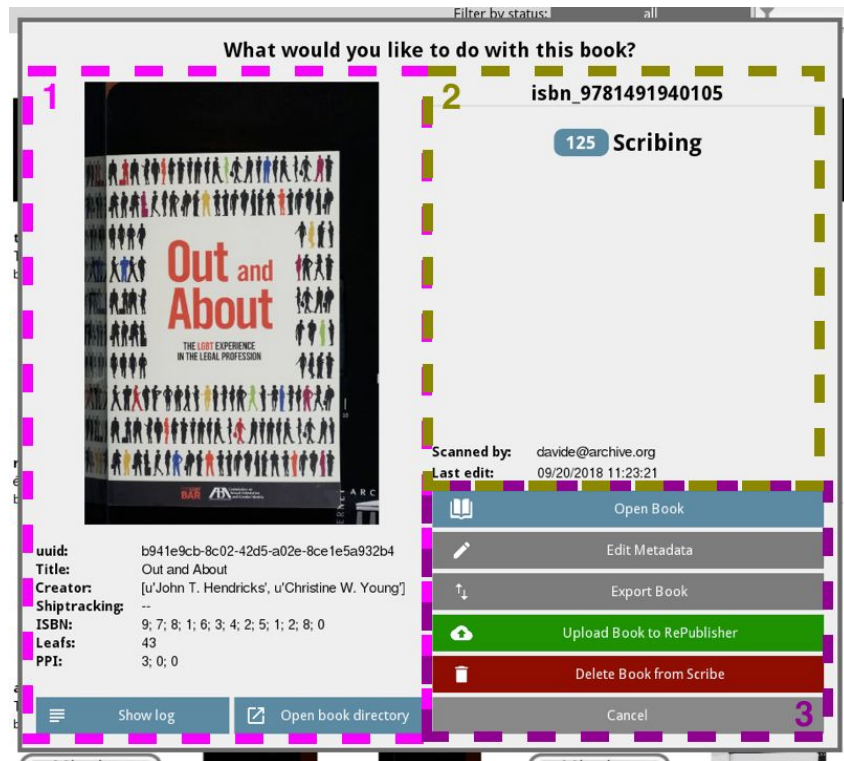 Filter by status: all
What would you like to do with this book?
1
Out and
About
THE LGBT EXPERIENCE
IN THE LEGAL PROFESSION
BAR ABA
uuid: b941e9cb-8c02-42d5-a02e-8ce1e5a932b4
Title: Out and About
Creator: [u'John T. Hendricks', u'Christine W. Young']
Shiptracking: --
ISBN: 9; 7; 8; 1; 6; 3; 4; 2; 5; 1; 2; 8; 0
Leafs: 43
PPI: 3; 0; 0
Show log
Open book directory
2
isbn_9781491940105
125 Scribing
Scanned by: davide@archive.org
Last edit: 09/20/2018 11:23:21
Open Book
Edit Metadata
Export Book
Upload Book to RePublisher
Delete Book from Scribe
Cancel
3